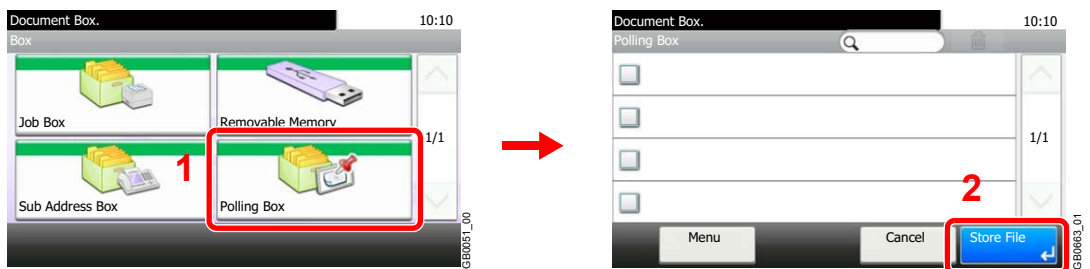 Document Box.
10:10
Box
Job Box
Removable Memory
1/1
1
Sub Address Box
Polling Box
GB0051_00
Document Box.
10:10
Polling Box
1/1
2
Menu
Cancel
Store File
GB0663_01